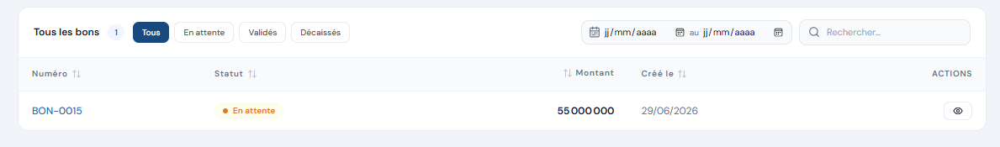 Tous les bons 1 Tous En attente Validés Décaissés jj/mm/aaaa au jj/mm/aaaa Rechercher...
Numéro Statut Montant Créé le ACTIONS
BON-0015 En attente 55 000 000 29/06/2026